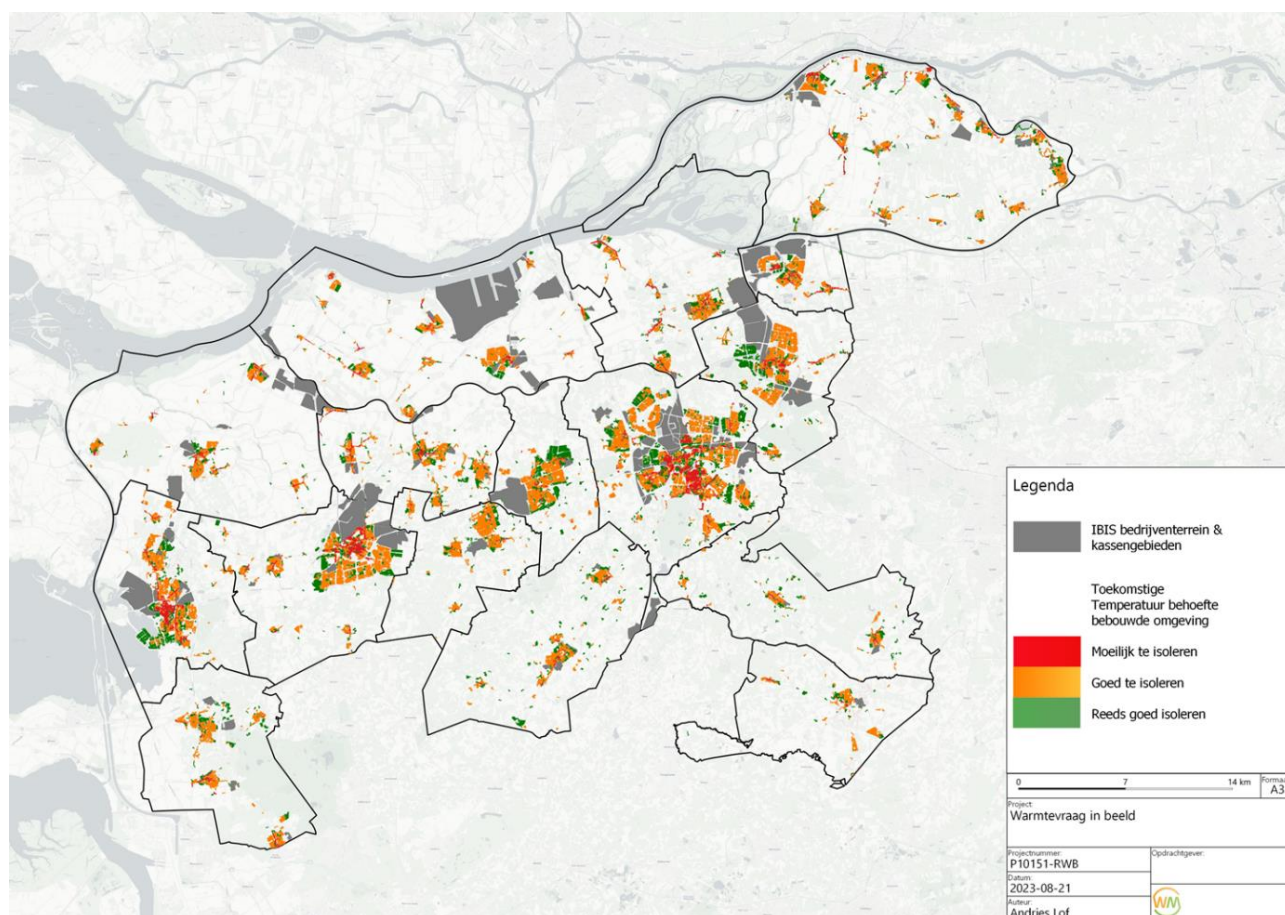 Legenda
IBIS bedrijventerrein &
kassengebieden
Toekomstige
Temperatuur behoefte
bebouwde omgeving
Moeilijk te isoleren
Goed te isoleren
Reeds goed isoleren
0 7 14 km
A3
Project:
Warmtevraag in beeld
Projectnummer:
P10151-RWB
Opdrachtgever:
Datum:
2023-08-21
Auteur:
Andries Lof
WM